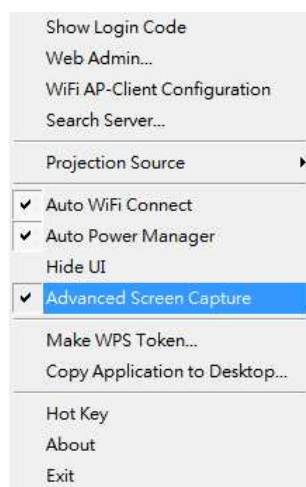 Show Login Code
Web Admin...
WiFi AP-Client Configuration
Search Server...
Projection Source
Auto WiFi Connect
Auto Power Manager
Hide UI
Advanced Screen Capture
Make WPS Token...
Copy Application to Desktop...
Hot Key
About
Exit